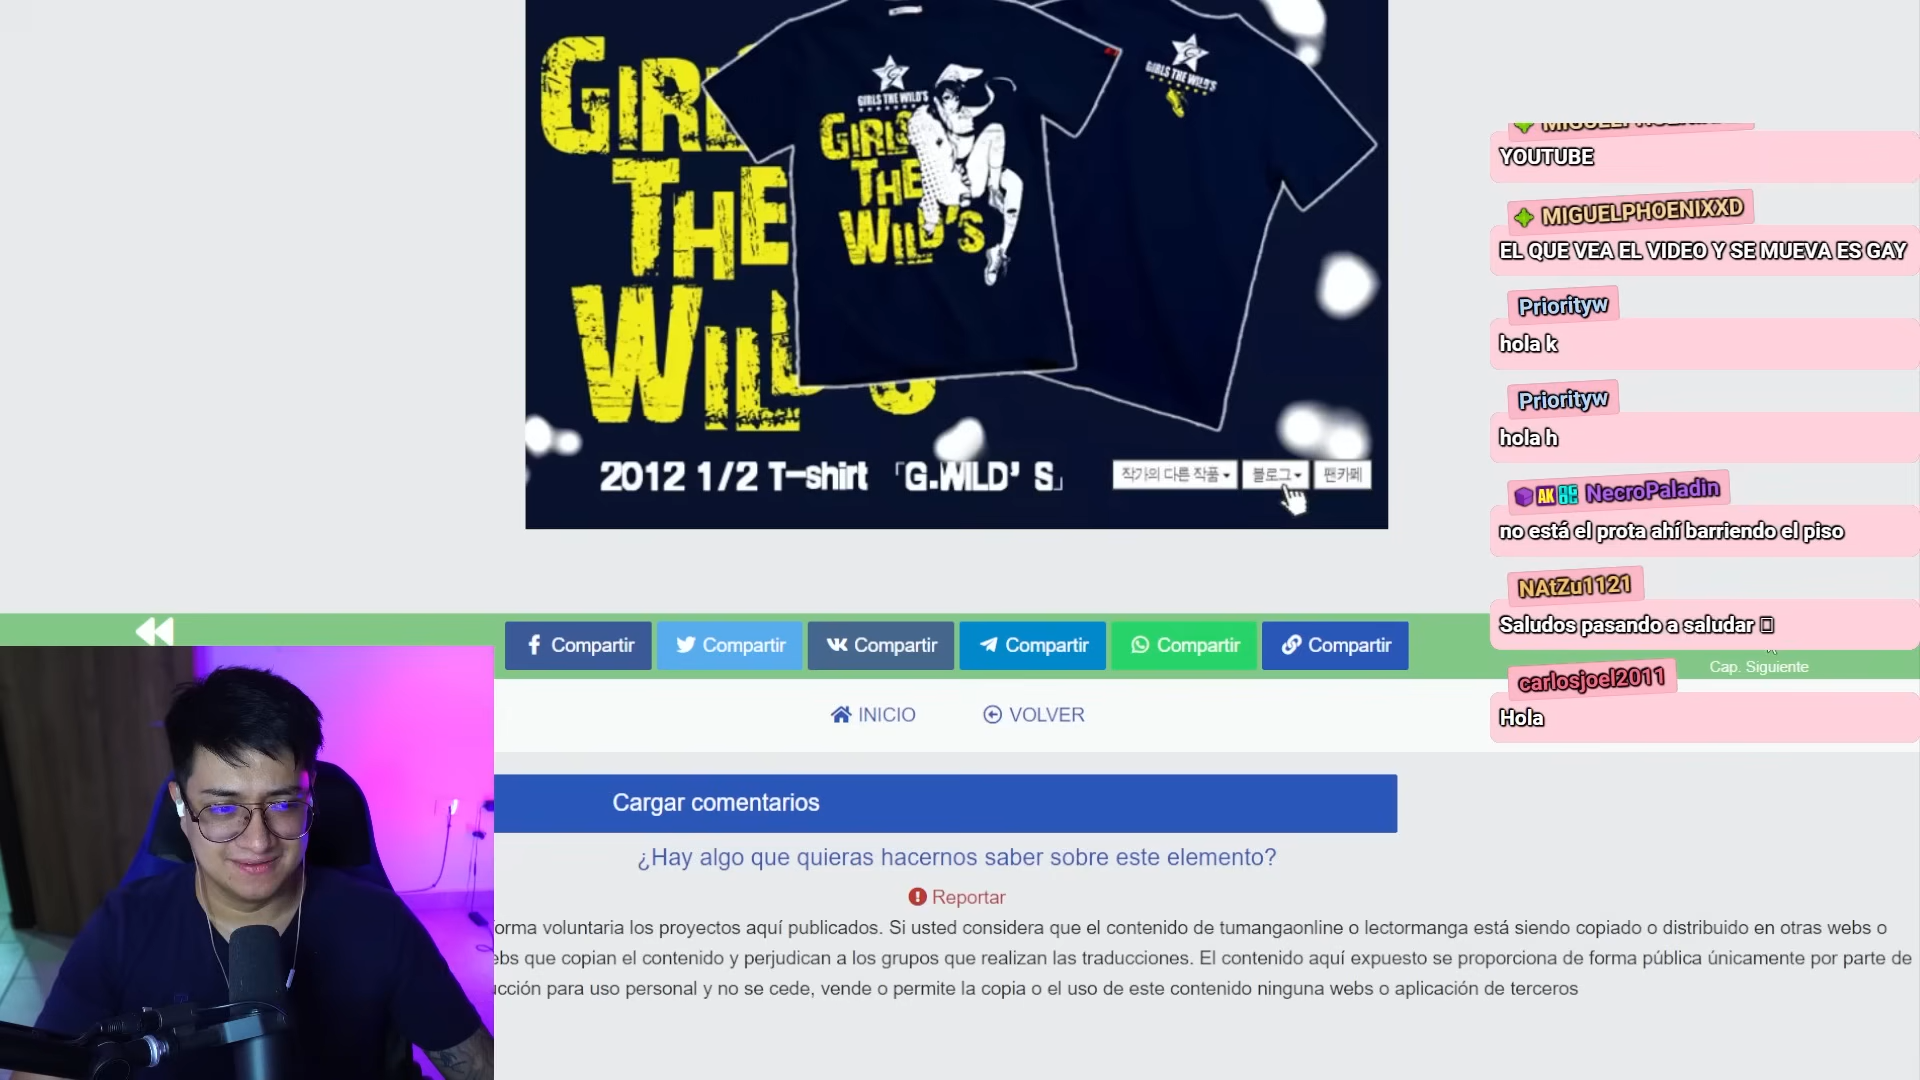 GIRLS THE WILD'S
GIRLS
THE
WILD'S
GIRLS THE WILD'S
THE
WILD'S
2012 1/2 T-shirt 「G.WILD' S」
작가의 다른 작품
블로그
팬카페
YOUTUBE
MIGUELPHOENIXXD
EL QUE VEA EL VIDEO Y SE MUEVA ES GAY
Priorityw
hola k
Priorityw
hola h
AK NecroPaladin
no está el prota ahí barriendo el piso
NAtZu1121
Saludos pasando a saludar
carlosjoel2011
Hola
Compartir
Compartir
Compartir
Compartir
Compartir
Compartir
Cap. Siguiente
INICIO
VOLVER
Cargar comentarios
¿Hay algo que quieras hacernos saber sobre este elemento?
Reportar
orma voluntaria los proyectos aquí publicados. Si usted considera que el contenido de tumangaonline o lectormanga está siendo copiado o distribuido en otras webs o
ebs que copian el contenido y perjudican a los grupos que realizan las traducciones. El contenido aquí expuesto se proporciona de forma pública únicamente por parte de
cción para uso personal y no se cede, vende o permite la copia o el uso de este contenido ninguna webs o aplicación de terceros